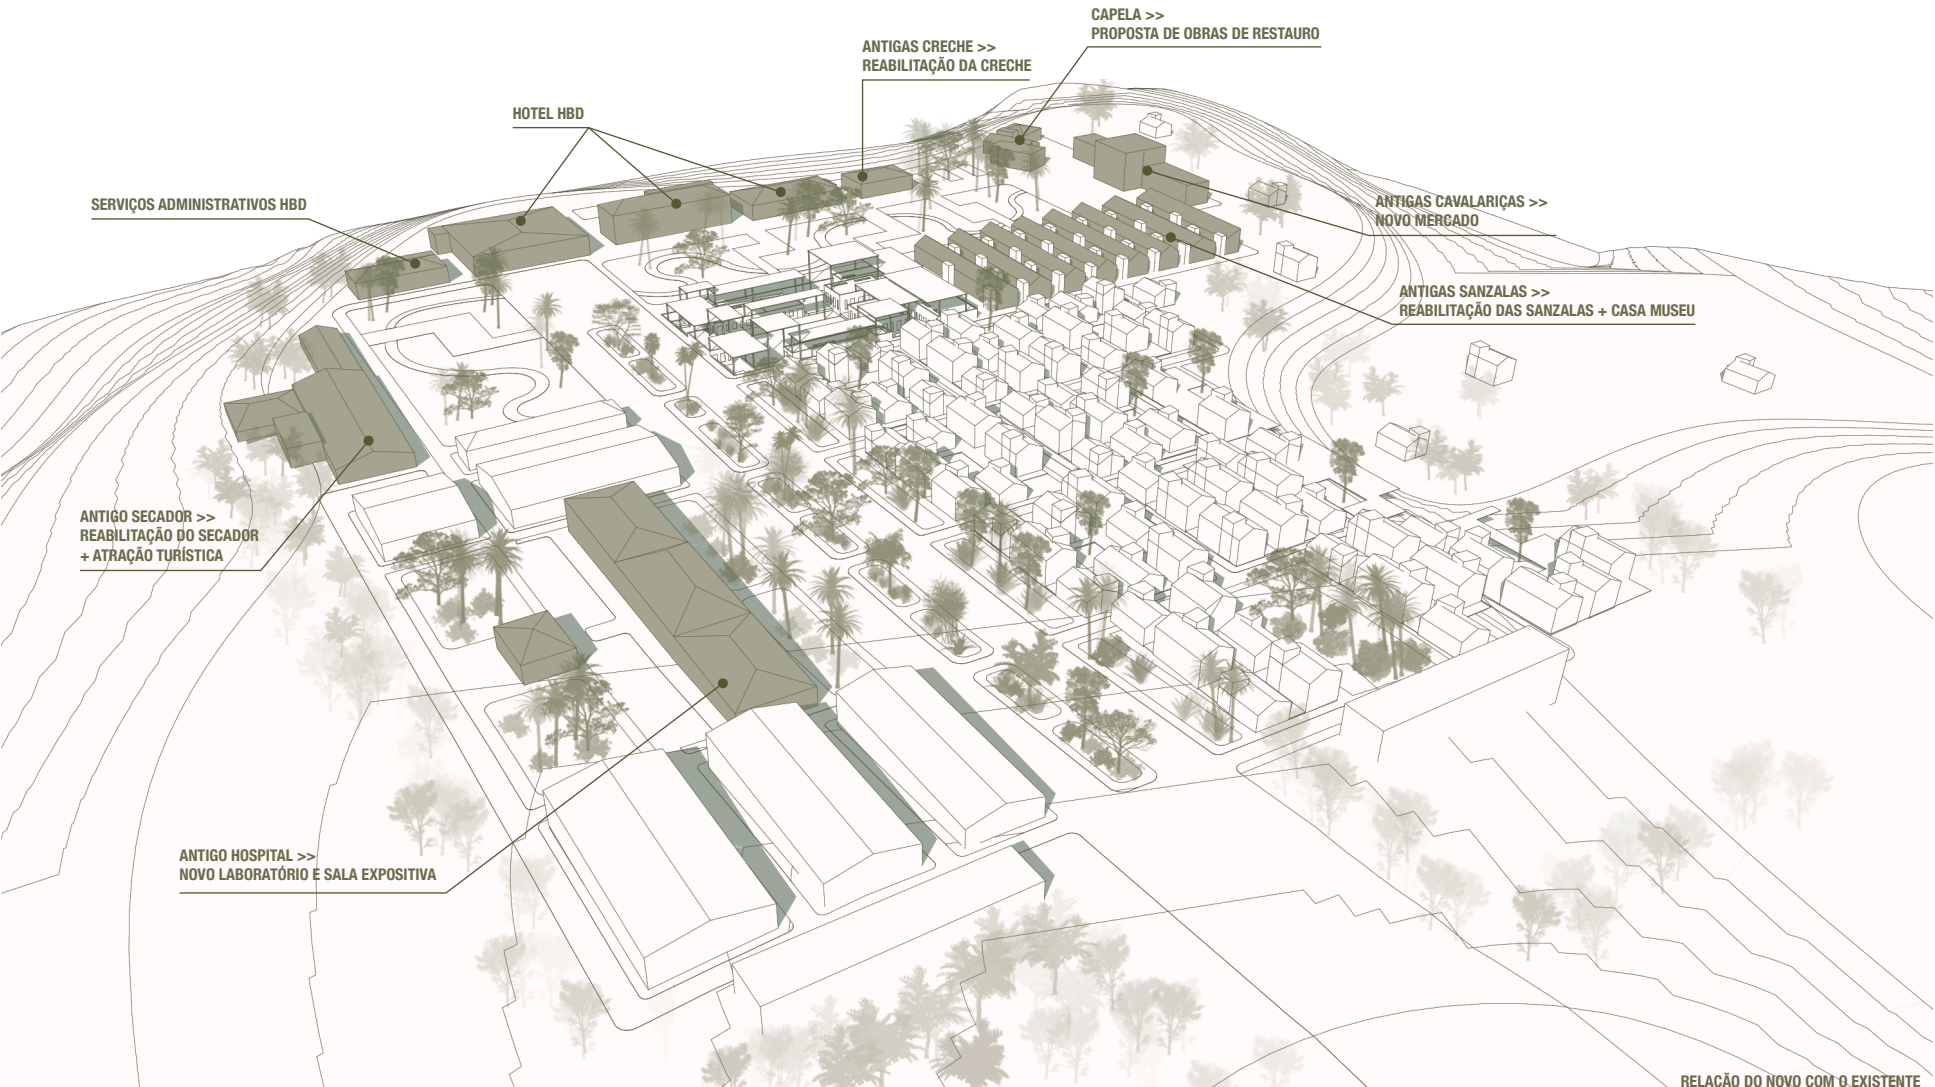 CAPELA >>
PROPOSTA DE OBRAS DE RESTAURO
ANTIGAS CRECHE >>
REABILITAÇÃO DA CRECHE
HOTEL HBD
SERVIÇOS ADMINISTRATIVOS HBD
ANTIGAS CAVALARIÇAS >>
NOVO MERCADO
ANTIGAS SANZALAS >>
REABILITAÇÃO DAS SANZALAS + CASA MUSEU
ANTIGO SECADOR >>
REABILITAÇÃO DO SECADOR
+ ATRAÇÃO TURÍSTICA
ANTIGO HOSPITAL >>
NOVO LABORATÓRIO E SALA EXPOSITIVA
RELAÇÃO DO NOVO COM O EXISTENTE